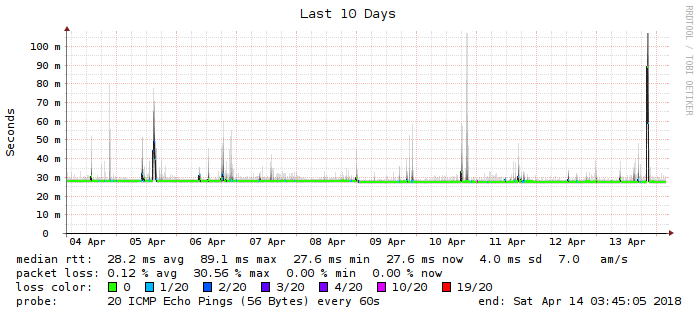 Last 10 Days
RRDTOOL / TOBI OETIKER
Seconds
100 m
90 m
80 m
70 m
60 m
50 m
40 m
30 m
20 m
10 m
0
04 Apr 05 Apr 06 Apr 07 Apr 08 Apr 09 Apr 10 Apr 11 Apr 12 Apr 13 Apr
median rtt: 28.2 ms avg 89.1 ms max 27.6 ms min 27.6 ms now 4.0 ms sd 7.0 am/s
packet loss: 0.12 % avg 30.56 % max 0.00 % min 0.00 % now
loss color: 0 1/20 2/20 3/20 4/20 10/20 19/20
probe: 20 ICMP Echo Pings (56 Bytes) every 60s end: Sat Apr 14 03:45:05 2018